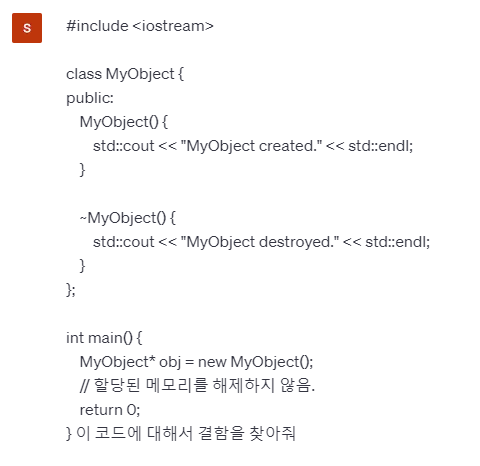 s
#include <iostream>
class MyObject {
public:
MyObject() {
std::cout << "MyObject created." << std::endl;
}
~MyObject() {
std::cout << "MyObject destroyed." << std::endl;
}
};
int main() {
MyObject* obj = new MyObject();
// 할당된 메모리를 해제하지 않음.
return 0;
} 이 코드에 대해서 결함을 찾아줘